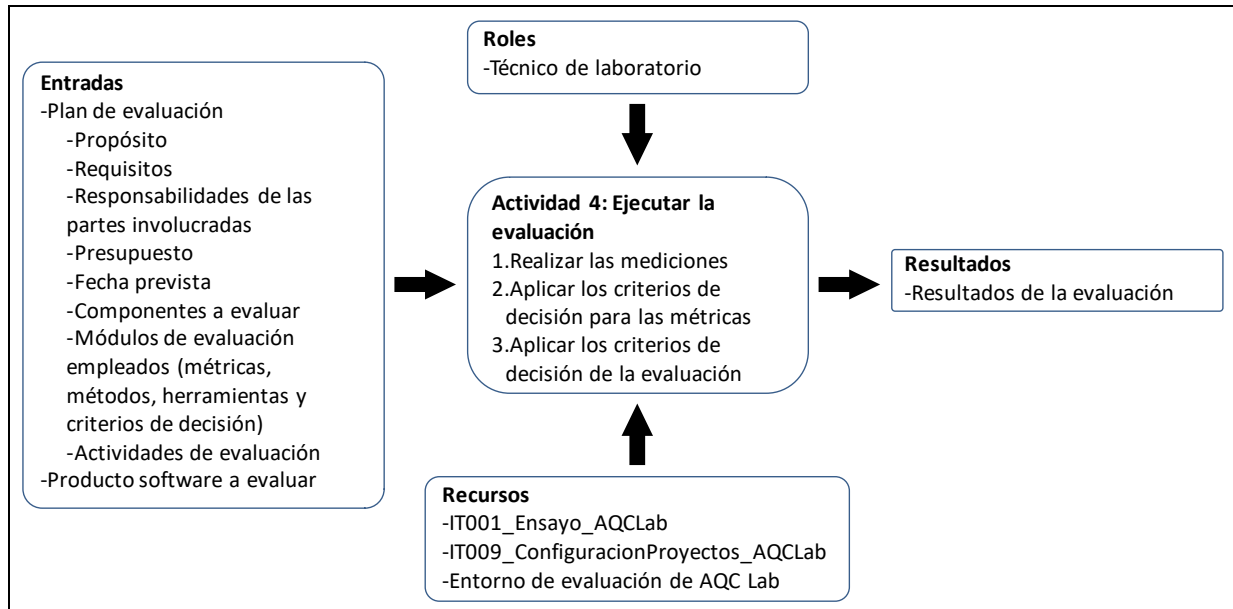 Roles
-Técnico de laboratorio
Entradas
-Plan de evaluación
-Propósito
-Requisitos
-Responsabilidades de las
partes involucradas
-Presupuesto
-Fecha prevista
-Componentes a evaluar
-Módulos de evaluación
empleados (métricas,
métodos, herramientas y
criterios de decisión)
-Actividades de evaluación
-Producto software a evaluar
Actividad 4: Ejecutar la
evaluación
1.Realizar las mediciones
2.Aplicar los criterios de
decisión para las métricas
3.Aplicar los criterios de
decisión de la evaluación
Resultados
-Resultados de la evaluación
Recursos
-IT001_Ensayo_AQCLab
-IT009_ConfiguracionProyectos_AQCLab
-Entorno de evaluación de AQC Lab